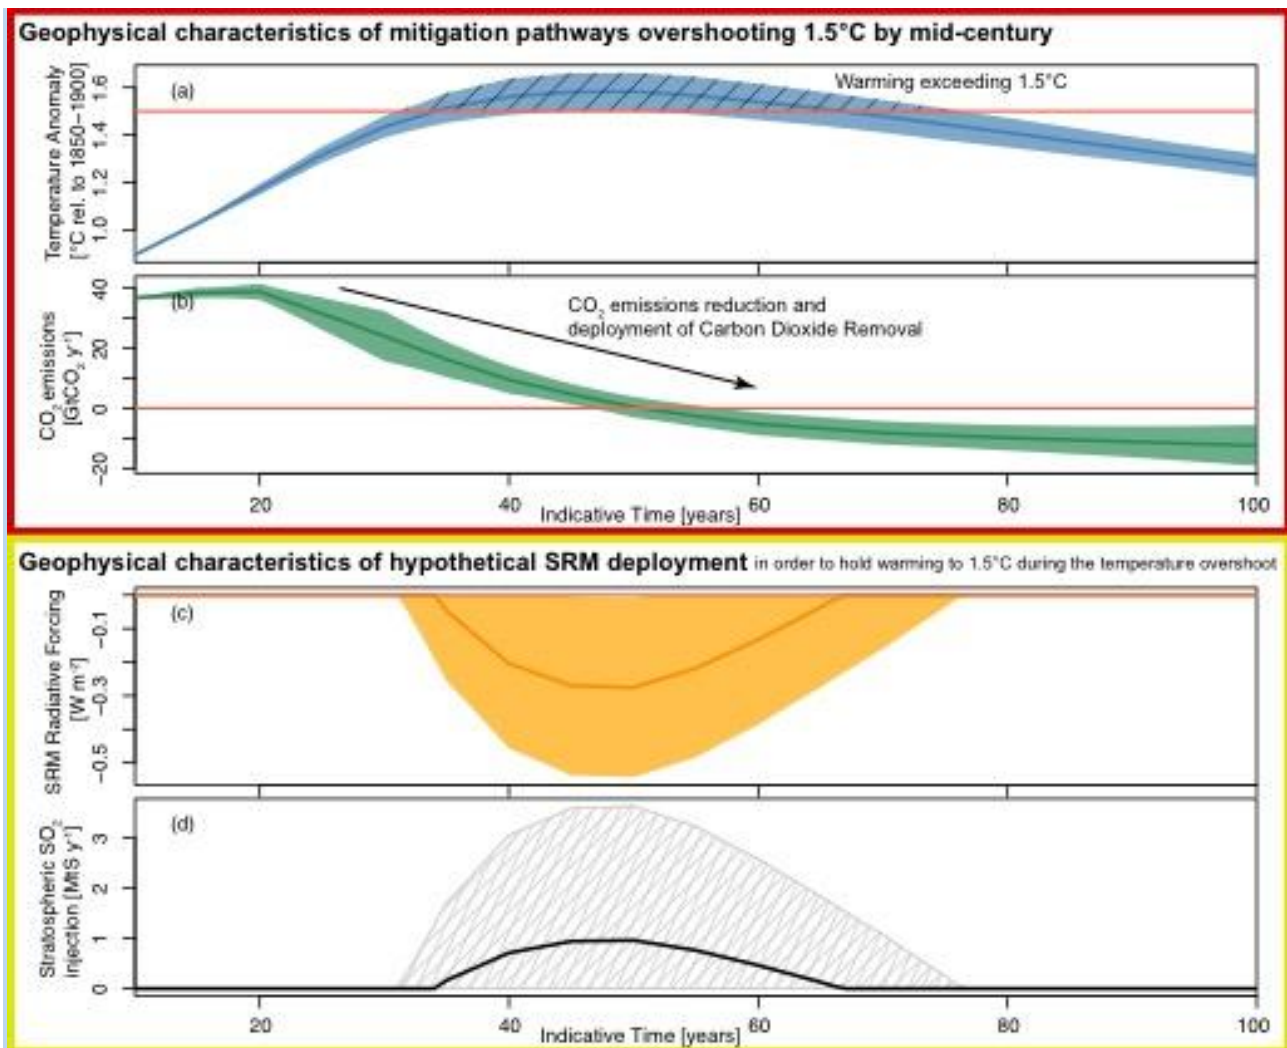 Geophysical characteristics of mitigation pathways overshooting 1.5°C by mid-century
Temperature Anomaly
[°C rel. to 1850−1900]
1.6
1.4
1.2
1.0
(a)
Warming exceeding 1.5°C
CO₂ emissions
[GtCO₂ y⁻¹]
40
20
0
−20
(b)
CO₂ emissions reduction and
deployment of Carbon Dioxide Removal
20 40 60 80 100
Indicative Time [years]
Geophysical characteristics of hypothetical SRM deployment in order to hold warming to 1.5°C during the temperature overshoot
SRM Radiative Forcing
[W m⁻²]
−0.1
−0.3
−0.5
(c)
Stratospheric SO₂
injection [MtS y⁻¹]
3
2
1
0
(d)
20 40 60 80 100
Indicative Time [years]